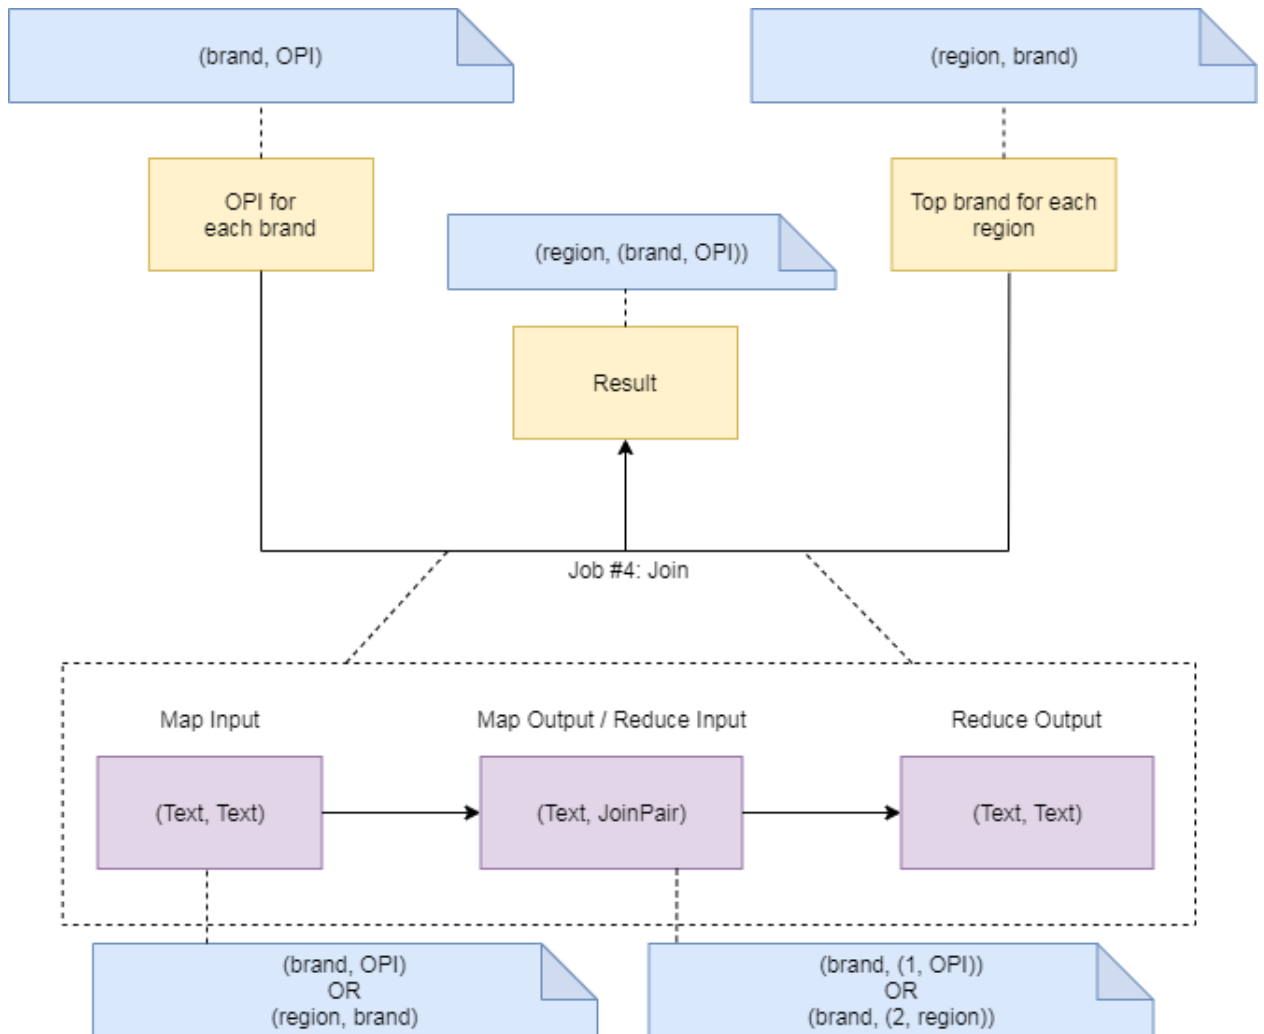 (brand, OPI)
(region, brand)
OPI for
each brand
Top brand for each
region
(region, (brand, OPI))
Result
Job #4: Join
Map Input
Map Output / Reduce Input
Reduce Output
(Text, Text)
(Text, JoinPair)
(Text, Text)
(brand, OPI)
OR
(region, brand)
(brand, (1, OPI))
OR
(brand, (2, region))